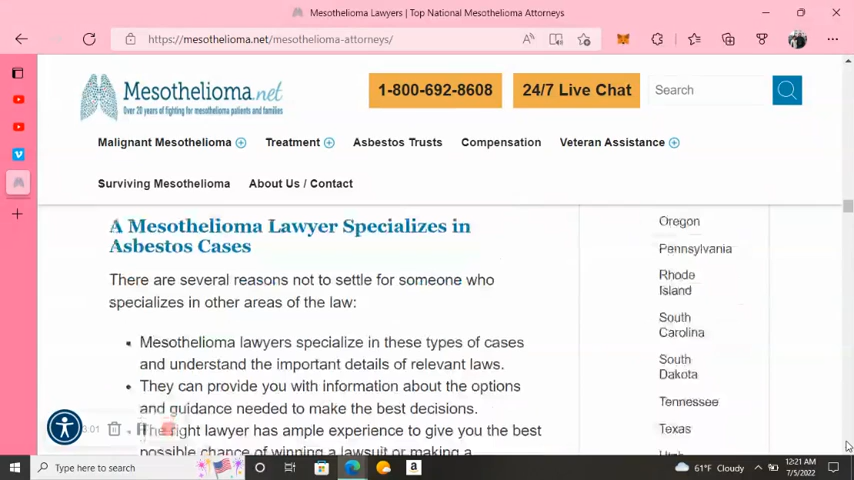 Mesothelioma Lawyers | Top National Mesothelioma Attorneys
https://mesothelioma.net/mesothelioma-attorneys/
Mesothelioma.net
Over 20 years of fighting for mesothelioma patients and families
1-800-692-8608
24/7 Live Chat
Search
Malignant Mesothelioma
Treatment
Asbestos Trusts
Compensation
Veteran Assistance
Surviving Mesothelioma
About Us / Contact
A Mesothelioma Lawyer Specializes in
Asbestos Cases
There are several reasons not to settle for someone who
specializes in other areas of the law:
Mesothelioma lawyers specialize in these types of cases
and understand the important details of relevant laws.
They can provide you with information about the options
and guidance needed to make the best decisions.
The right lawyer has ample experience to give you the best
possible chance of winning a lawsuit or making a
Oregon
Pennsylvania
Rhode
Island
South
Carolina
South
Dakota
Tennessee
Texas
Utah
3:01
Type here to search
a
61°F Cloudy
12:21 AM
7/5/2022